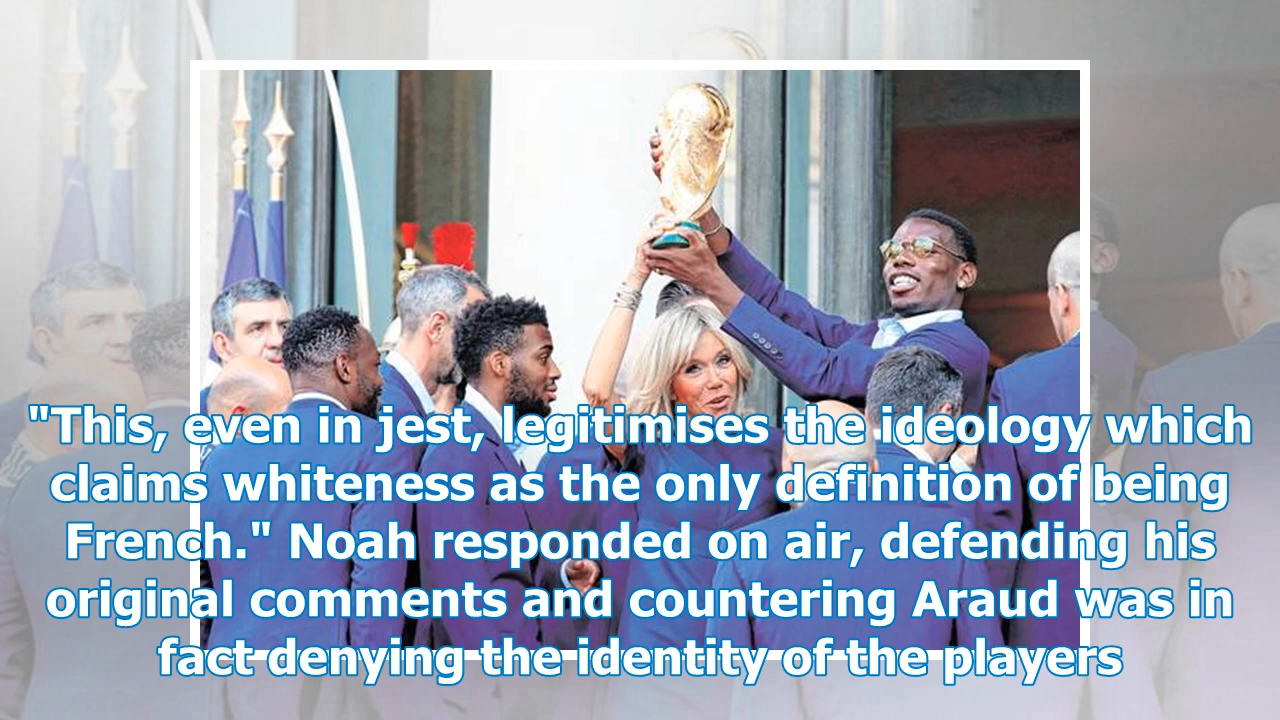 "This, even in jest, legitimises the ideology which
claims whiteness as the only definition of being
French." Noah responded on air, defending his
original comments and countering Araud was in
fact denying the identity of the players